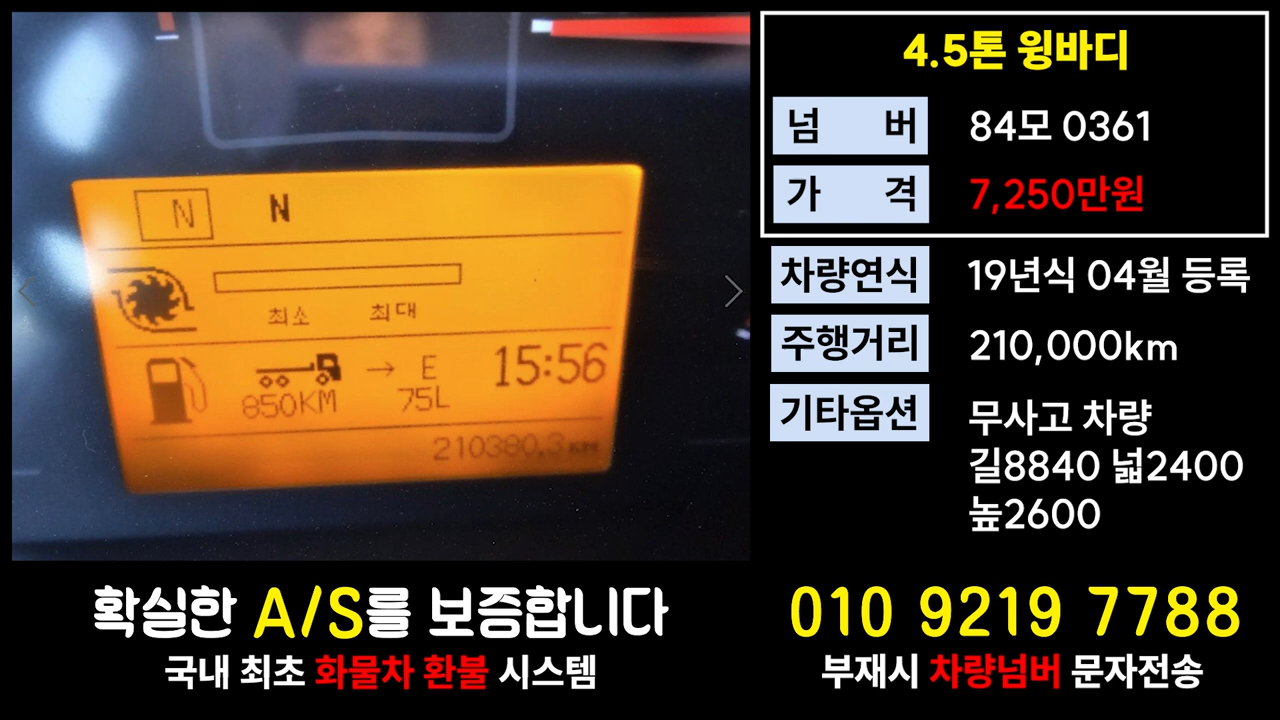 N N
최소 최대
→ E 15:56
850KM 75L
210380.3 KM
4.5톤 윙바디
넘 버 84모 0361
가 격 7,250만원
차량연식 19년식 04월 등록
주행거리 210,000km
기타옵션 무사고 차량
길8840 넓2400
높2600
확실한 A/S를 보증합니다
국내 최초 화물차 환불 시스템
010 9219 7788
부재시 차량넘버 문자전송